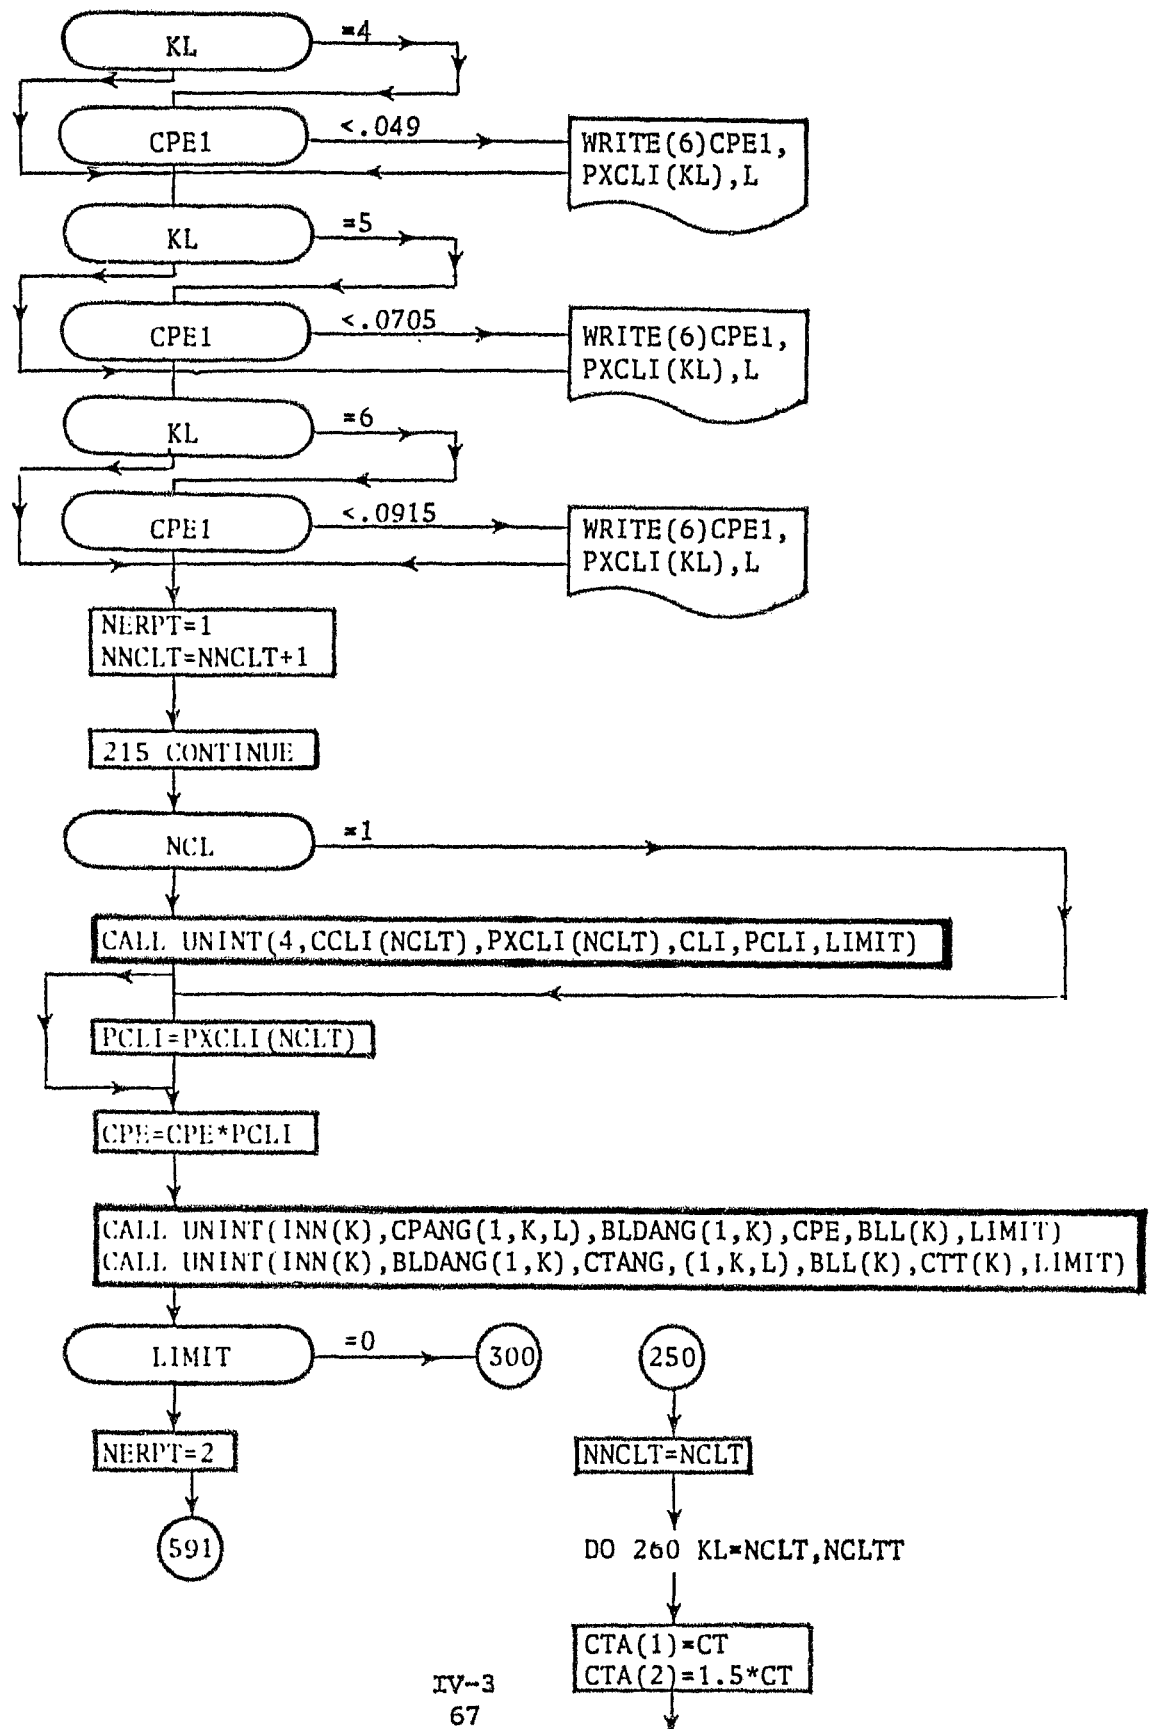 KL =4
CPE1 <.049
WRITE(6)CPE1,
PXCLI(KL),L
KL =5
CPE1 <.0705
WRITE(6)CPE1,
PXCLI(KL),L
KL =6
CPE1 <.0915
WRITE(6)CPE1,
PXCLI(KL),L
NERPT=1
NNCLT=NNCLT+1
215 CONTINUE
NCL =1
CALL UNINT(4,CCLI(NCLT),PXCLI(NCLT),CLI,PCLI,LIMIT)
PCLI=PXCLI(NCLT)
CPE=CPE*PCLI
CALL UNINT(INN(K),CPANG(1,K,L),BLDANG(1,K),CPE,BLL(K),LIMIT)
CALL UNINT(INN(K),BLDANG(1,K),CTANG,(1,K,L),BLL(K),CTT(K),LIMIT)
LIMIT =0 300
NERPT=2
591
250
NNCLT=NCLT
DO 260 KL=NCLT,NCLTT
CTA(1)=CT
CTA(2)=1.5*CT
IV-3
67